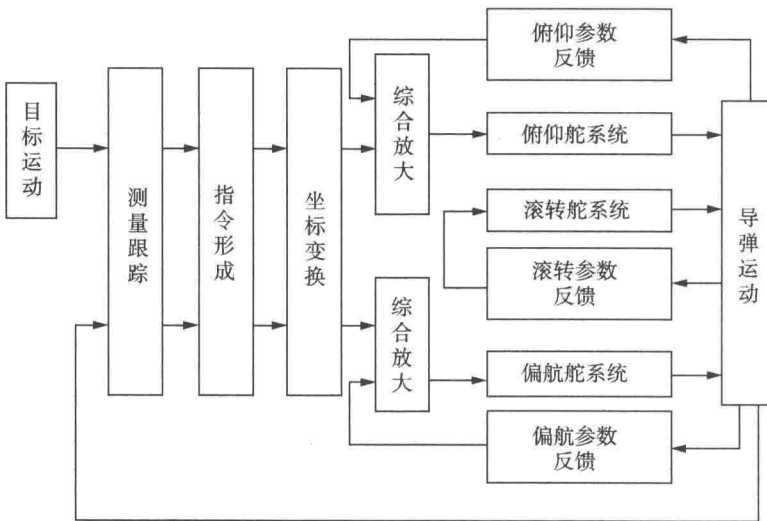 目标运动
测量跟踪
指令形成
坐标变换
综合放大
俯仰参数
反馈
俯仰舵系统
滚转舵系统
滚转参数
反馈
综合放大
偏航舵系统
偏航参数
反馈
导弹运动